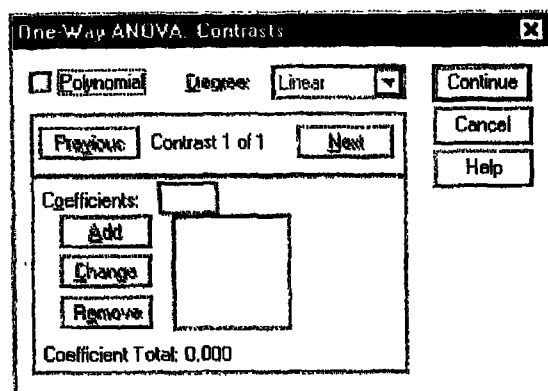 One-Way ANOVA: Contrasts
Polynomial Degree: Linear Continue
Previous Contrast 1 of 1 Next Cancel
Help
Coefficients:
Add
Change
Remove
Coefficient Total: 0,000